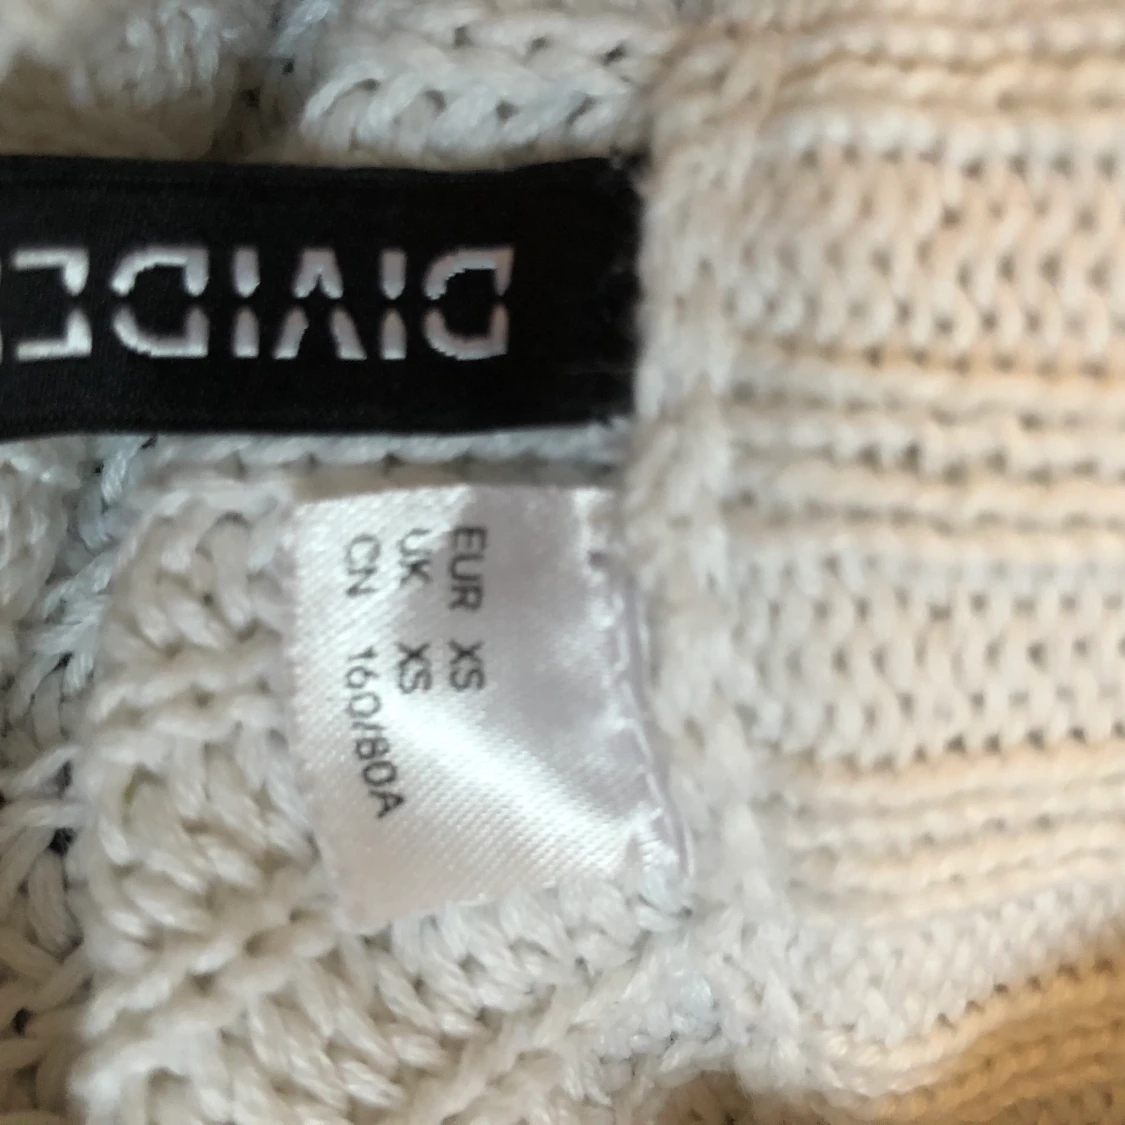 DIVIDE
EUR XS
UK XS
CN 160/80A